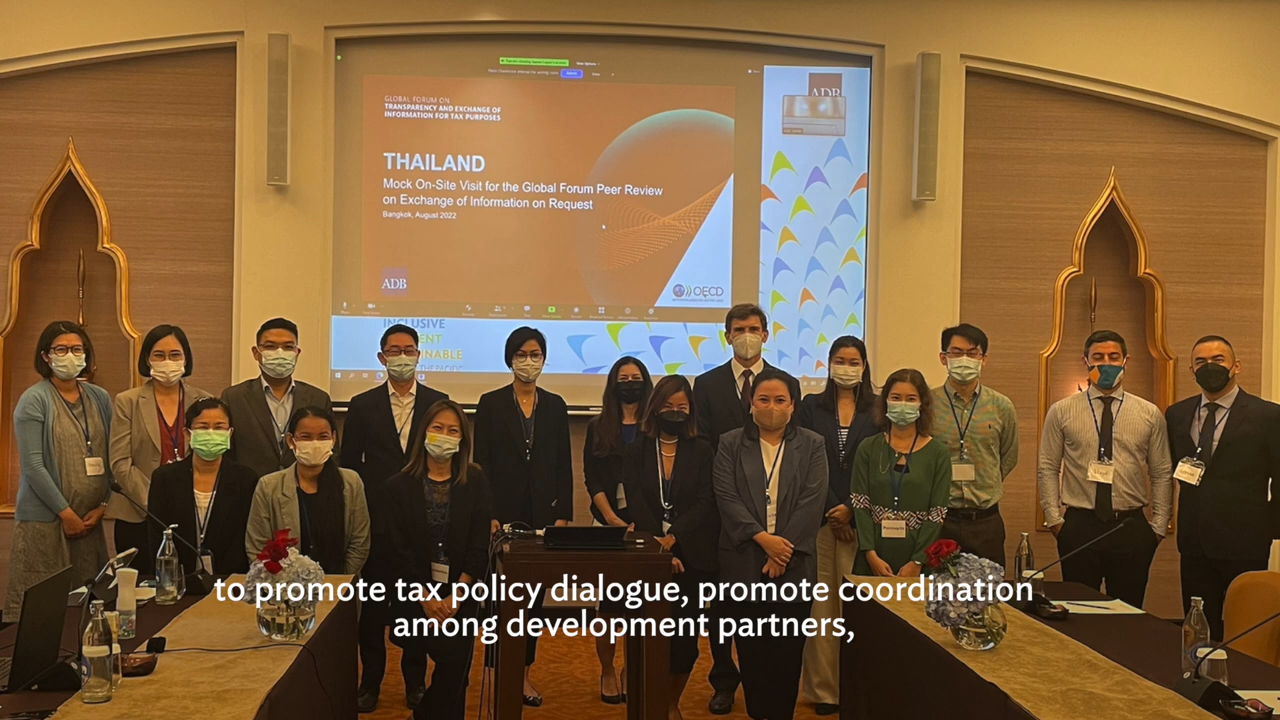 GLOBAL FORUM ON
TRANSPARENCY AND EXCHANGE OF
INFORMATION FOR TAX PURPOSES
ADB
THAILAND
Mock On-Site Visit for the Global Forum Peer Review
on Exchange of Information on Request
Bangkok, August 2022
ADB
OECD
INCLUSIVE
to promote tax policy dialogue, promote coordination
among development partners,